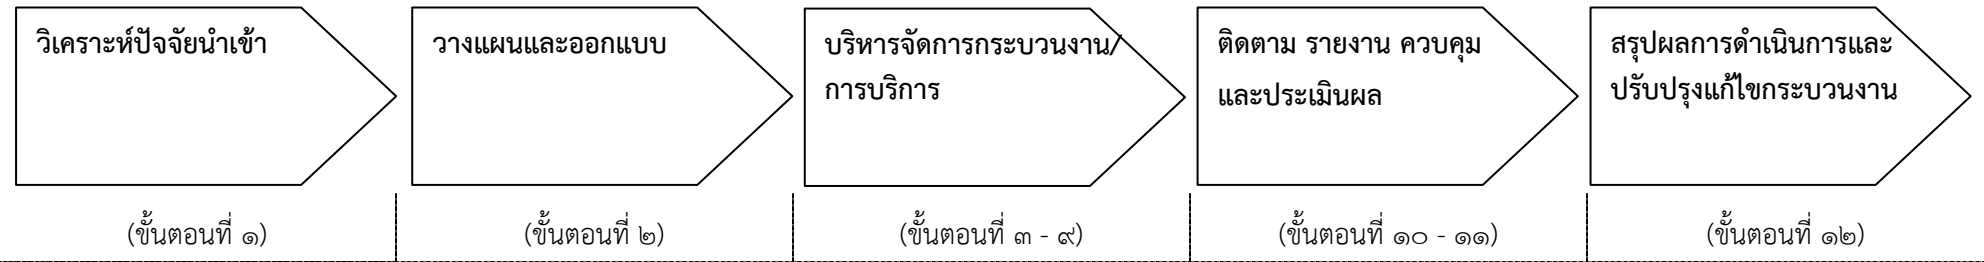 วิเคราะห์ปัจจัยนำเข้า
วางแผนและออกแบบ
บริหารจัดการกระบวนงาน/
การบริการ
ติดตาม รายงาน ควบคุม
และประเมินผล
สรุปผลการดำเนินการและ
ปรับปรุงแก้ไขกระบวนงาน
(ขั้นตอนที่ ๑)
(ขั้นตอนที่ ๒)
(ขั้นตอนที่ ๓ - ๙)
(ขั้นตอนที่ ๑๐ - ๑๑)
(ขั้นตอนที่ ๑๒)